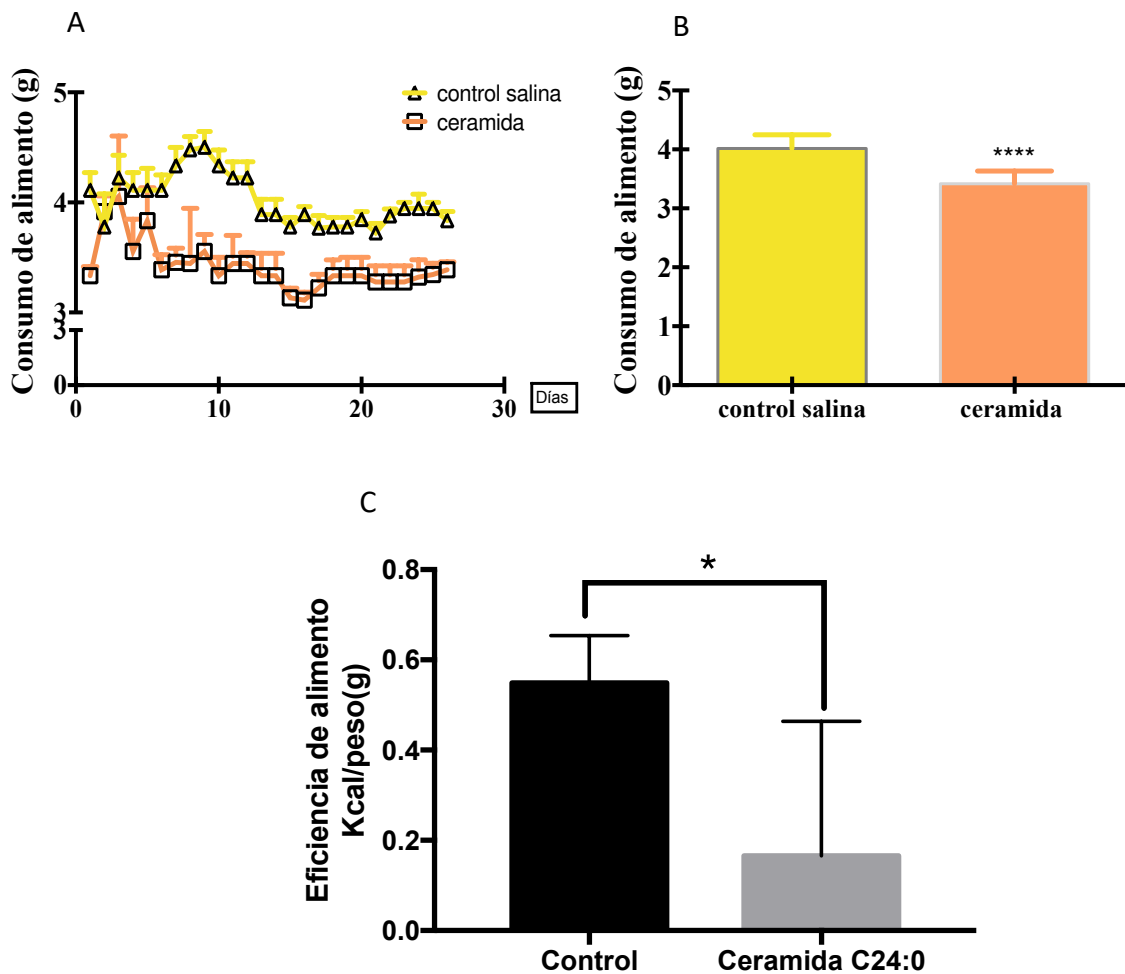 A
Consumo de alimento (g)
5
4
3
3
0
0
10
20
30
Días
control salina
ceramida
B
Consumo de alimento (g)
5
4
3
2
1
0
****
control salina
ceramida
C
Eficiencia de alimento
Kcal/peso(g)
0.8
0.6
0.4
0.2
0.0
*
Control
Ceramida C24:0